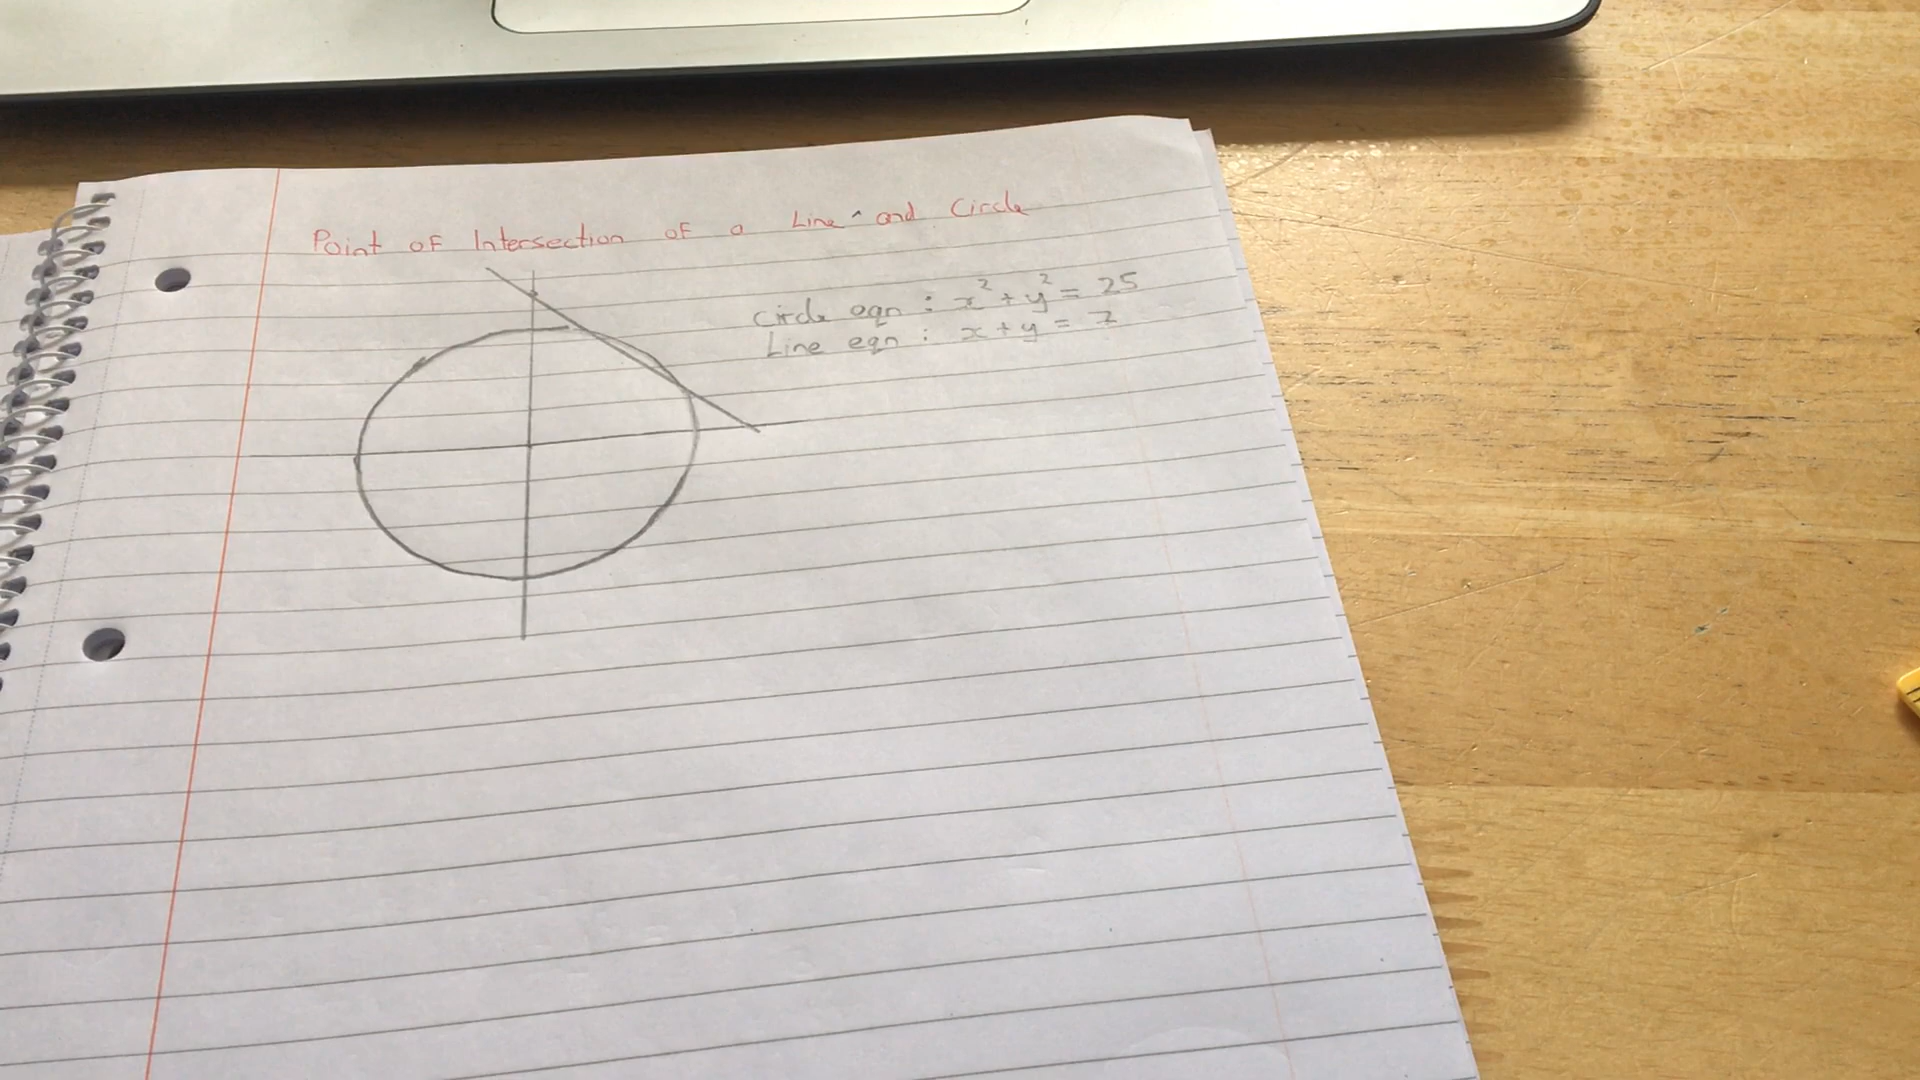 Point of Intersection of a Line and Circle
Circle eqn : x² + y² = 25
Line eqn : x + y = 7